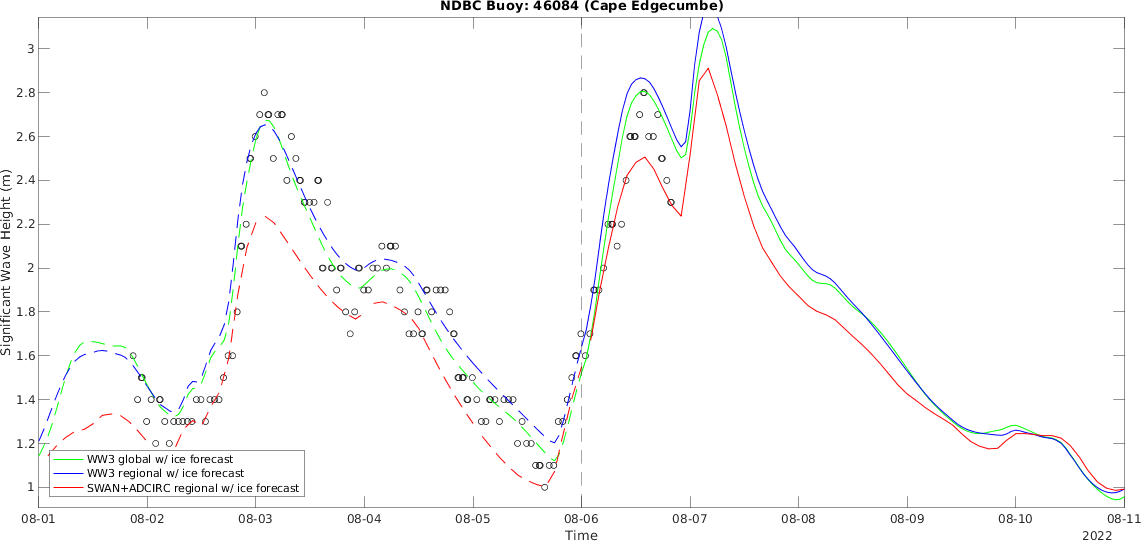 NDBC Buoy: 46084 (Cape Edgecumbe)
3
2.8
2.6
2.4
2.2
2
1.8
1.6
1.4
1.2
1
Significant Wave Height (m)
WW3 global w/ ice forecast
WW3 regional w/ ice forecast
SWAN+ADCIRC regional w/ ice forecast
08-01 08-02 08-03 08-04 08-05 08-06 08-07 08-08 08-09 08-10 08-11
Time 2022